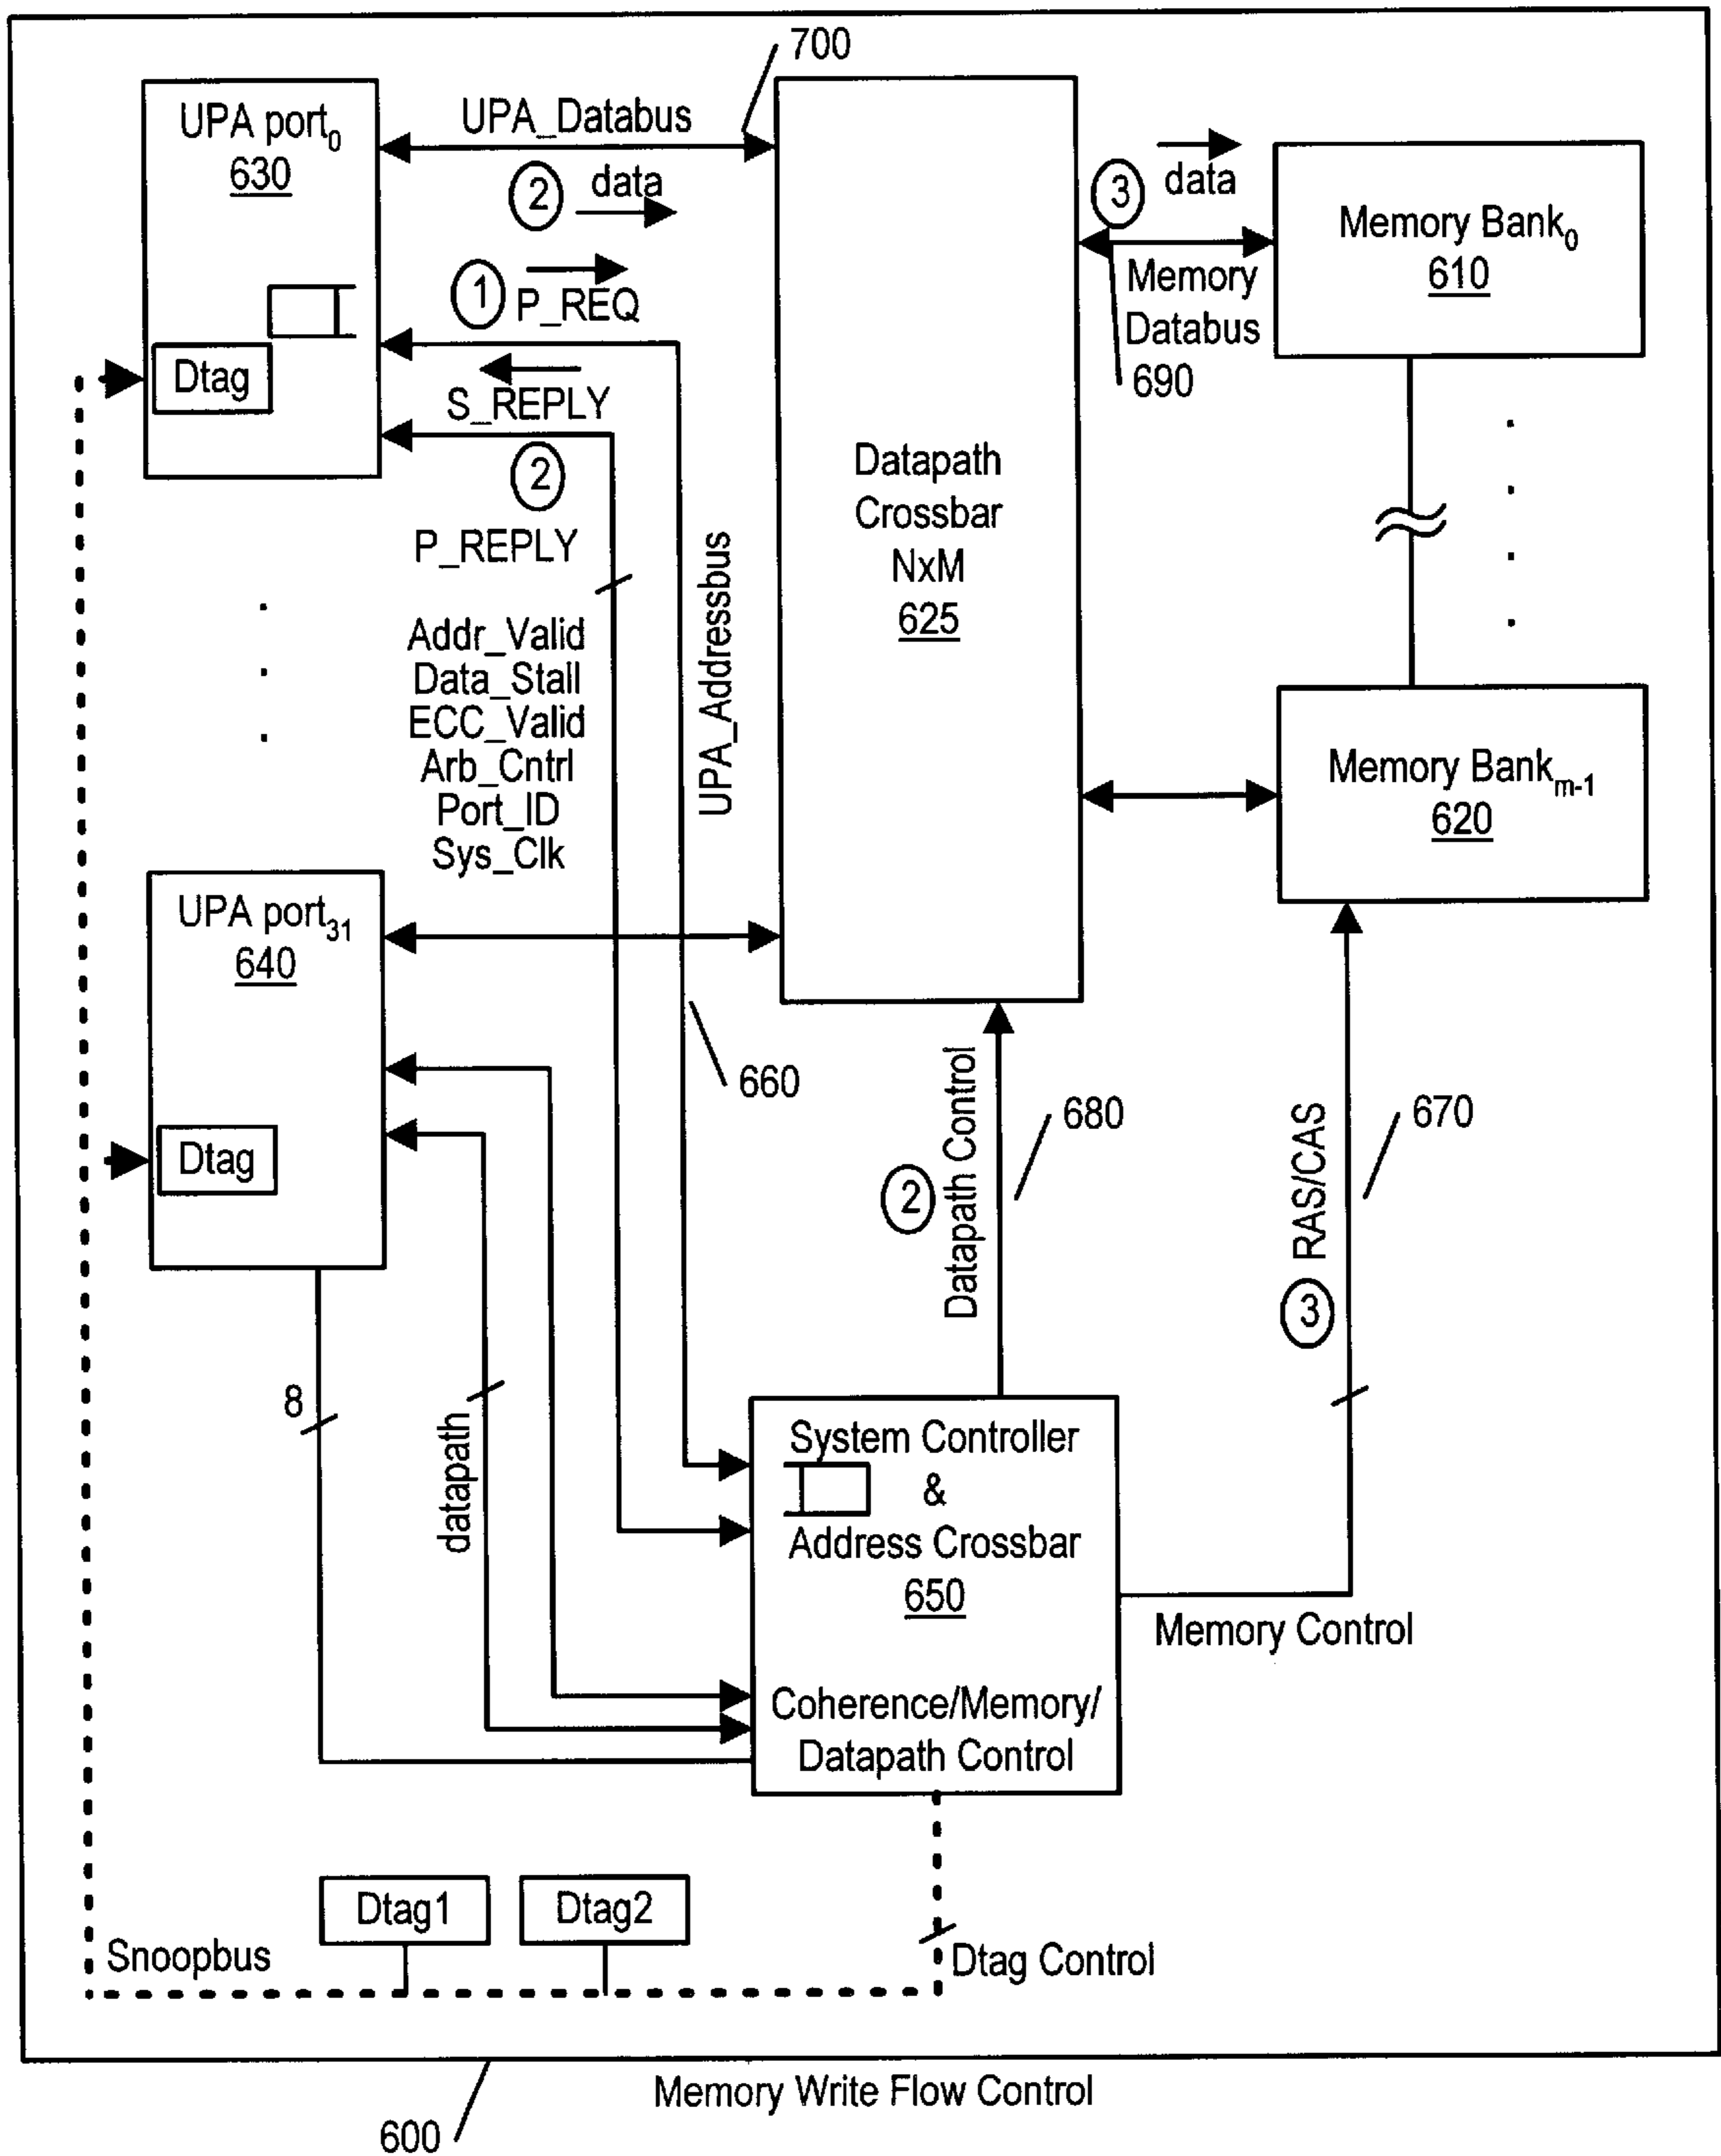 700
UPA port0
630
UPA_Databus
2 data
1 P_REQ
Dtag
S_REPLY
2
P_REPLY
Addr_Valid
Data_Stall
ECC_Valid
Arb_Cntrl
Port_ID
Sys_Clk
UPA_Addressbus
660
Datapath
Crossbar
NxM
625
3 data
Memory
Databus
690
Memory Bank0
610
Memory Bankm-1
620
UPA port31
640
Dtag
8
datapath
2 Datapath Control
680
3 RAS/CAS
670
System Controller
&
Address Crossbar
650
Coherence/Memory/
Datapath Control
Memory Control
Dtag1
Dtag2
Snoopbus
Dtag Control
Memory Write Flow Control
600